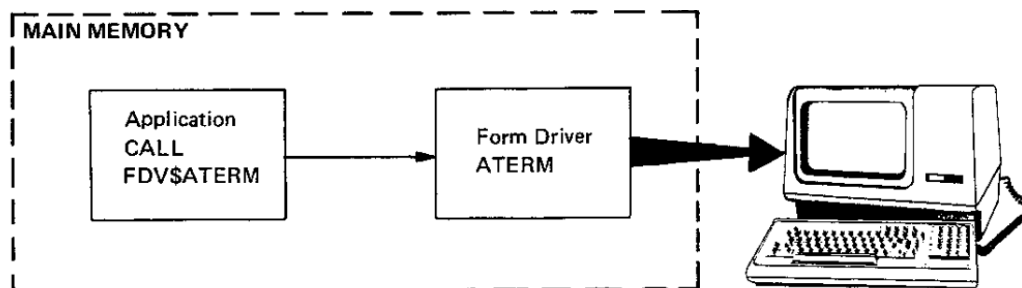 MAIN MEMORY
Application
CALL
FDV$ATERM
Form Driver
ATERM